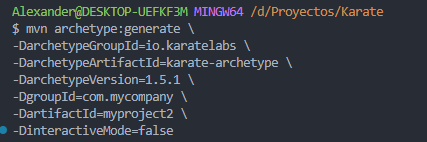 Alexander@DESKTOP-UEFKF3M MINGW64 /d/Proyectos/Karate
$ mvn archetype:generate \
-DarchetypeGroupId=io.karatelabs \
-DarchetypeArtifactId=karate-archetype \
-DarchetypeVersion=1.5.1 \
-DgroupId=com.mycompany \
-DartifactId=myproject2 \
-DinteractiveMode=false